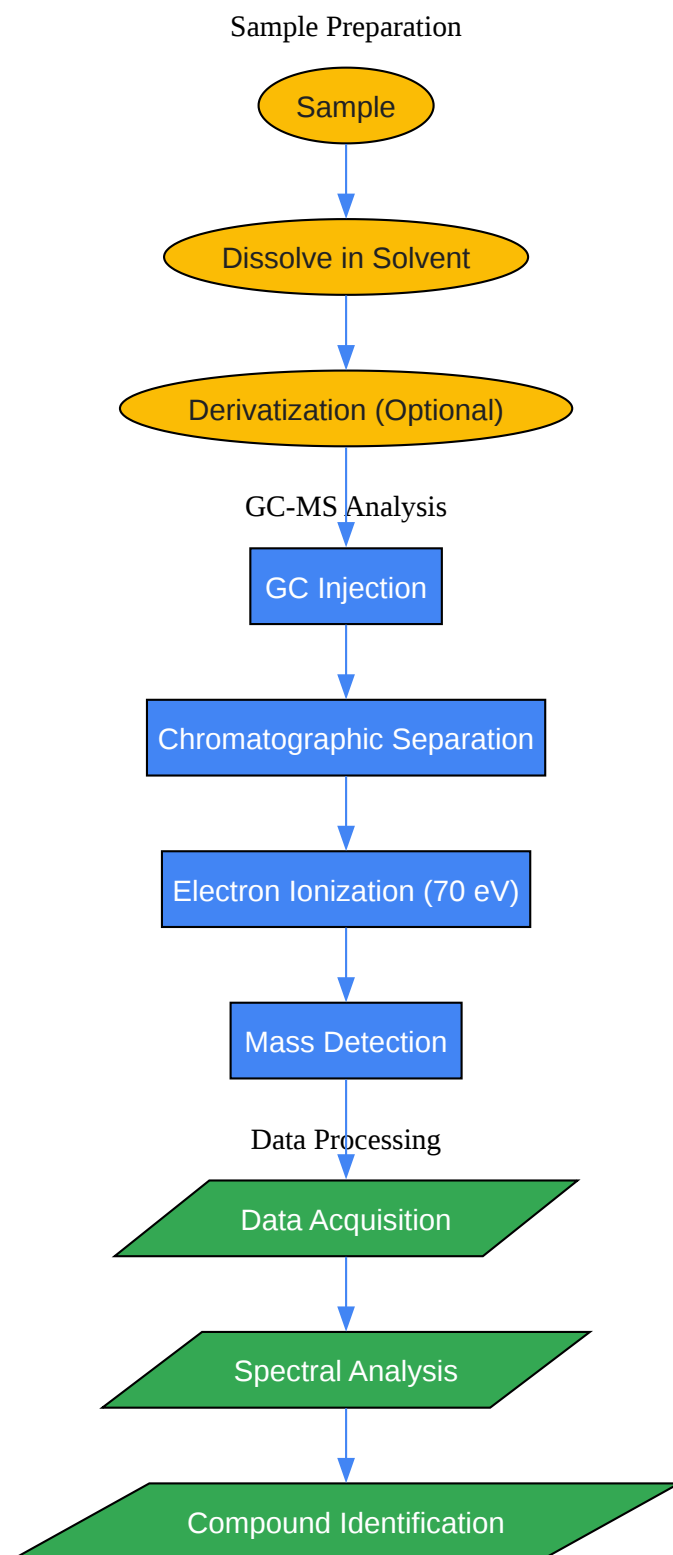 Sample Preparation
Sample
Dissolve in Solvent
Derivatization (Optional)
GC-MS Analysis
GC Injection
Chromatographic Separation
Electron Ionization (70 eV)
Mass Detection
Data Processing
Data Acquisition
Spectral Analysis
Compound Identification